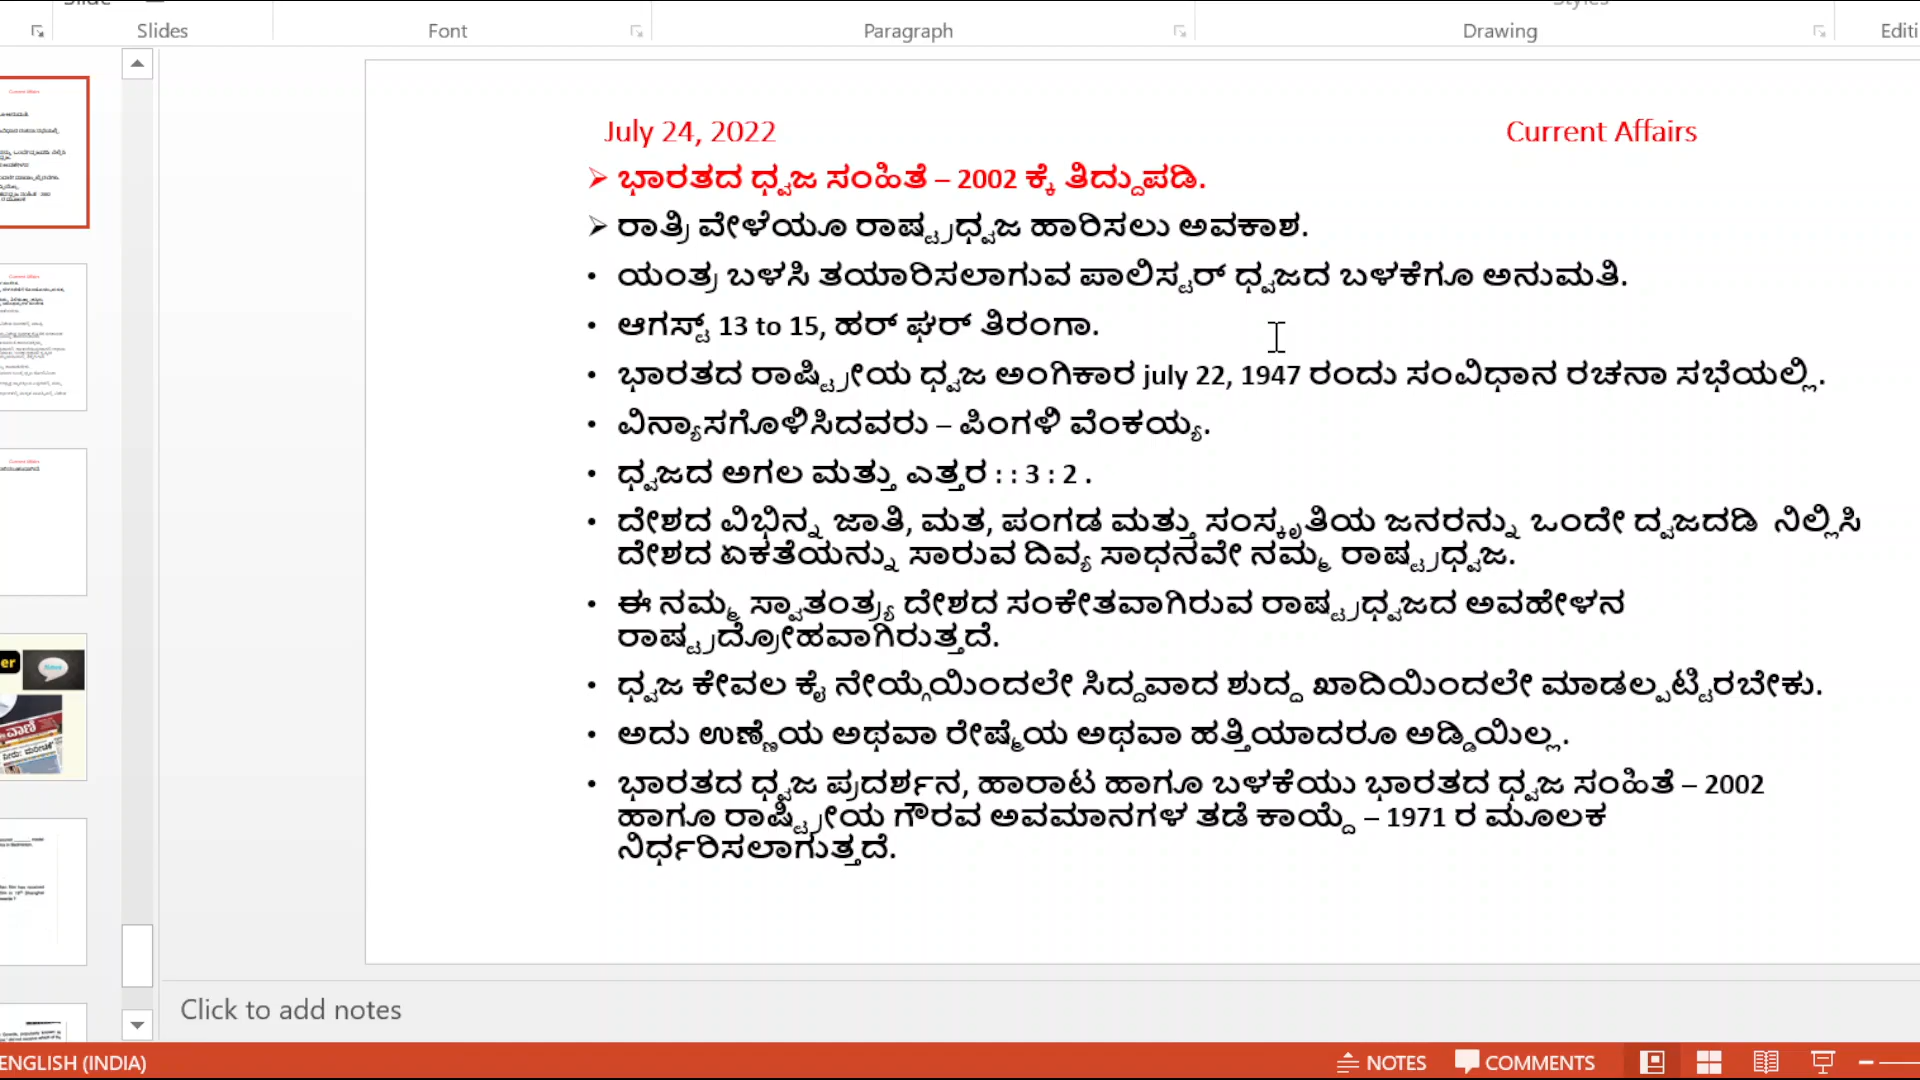 Slides Font Paragraph Drawing Editi
July 24, 2022 Current Affairs
➢ ಭಾರತದ ಧ್ವಜ ಸಂಹಿತೆ – 2002 ಕ್ಕೆ ತಿದ್ದುಪಡಿ.
➢ ರಾತ್ರಿ ವೇಳೆಯೂ ರಾಷ್ಟ್ರಧ್ವಜ ಹಾರಿಸಲು ಅವಕಾಶ.
• ಯಂತ್ರ ಬಳಸಿ ತಯಾರಿಸಲಾಗುವ ಪಾಲಿಸ್ಟರ್ ಧ್ವಜದ ಬಳಕೆಗೂ ಅನುಮತಿ.
• ಆಗಸ್ಟ್ 13 to 15, ಹರ್ ಘರ್ ತಿರಂಗಾ.
• ಭಾರತದ ರಾಷ್ಟ್ರೀಯ ಧ್ವಜ ಅಂಗಿಕಾರ july 22, 1947 ರಂದು ಸಂವಿಧಾನ ರಚನಾ ಸಭೆಯಲ್ಲಿ.
• ವಿನ್ಯಾಸಗೊಳಿಸಿದವರು – ಪಿಂಗಳಿ ವೆಂಕಯ್ಯ.
• ಧ್ವಜದ ಅಗಲ ಮತ್ತು ಎತ್ತರ : : 3 : 2 .
• ದೇಶದ ವಿಭಿನ್ನ ಜಾತಿ, ಮತ, ಪಂಗಡ ಮತ್ತು ಸಂಸ್ಕೃತಿಯ ಜನರನ್ನು ಒಂದೇ ದ್ವಜದಡಿ ನಿಲ್ಲಿಸಿ
ದೇಶದ ಏಕತೆಯನ್ನು ಸಾರುವ ದಿವ್ಯ ಸಾಧನವೇ ನಮ್ಮ ರಾಷ್ಟ್ರಧ್ವಜ.
• ಈ ನಮ್ಮ ಸ್ವಾತಂತ್ರ್ಯ ದೇಶದ ಸಂಕೇತವಾಗಿರುವ ರಾಷ್ಟ್ರಧ್ವಜದ ಅವಹೇಳನ
ರಾಷ್ಟ್ರದ್ರೋಹವಾಗಿರುತ್ತದೆ.
• ಧ್ವಜ ಕೇವಲ ಕೈ ನೇಯ್ಗೆಯಿಂದಲೇ ಸಿದ್ದವಾದ ಶುದ್ದ ಖಾದಿಯಿಂದಲೇ ಮಾಡಲ್ಪಟ್ಟಿರಬೇಕು.
• ಅದು ಉಣ್ಣೆಯ ಅಥವಾ ರೇಷ್ಮೆಯ ಅಥವಾ ಹತ್ತಿಯಾದರೂ ಅಡ್ಡಿಯಿಲ್ಲ.
• ಭಾರತದ ಧ್ವಜ ಪ್ರದರ್ಶನ, ಹಾರಾಟ ಹಾಗೂ ಬಳಕೆಯು ಭಾರತದ ಧ್ವಜ ಸಂಹಿತೆ – 2002
ಹಾಗೂ ರಾಷ್ಟ್ರೀಯ ಗೌರವ ಅವಮಾನಗಳ ತಡೆ ಕಾಯ್ದೆ – 1971 ರ ಮೂಲಕ
ನಿರ್ಧರಿಸಲಾಗುತ್ತದೆ.
Click to add notes
ENGLISH (INDIA) NOTES COMMENTS